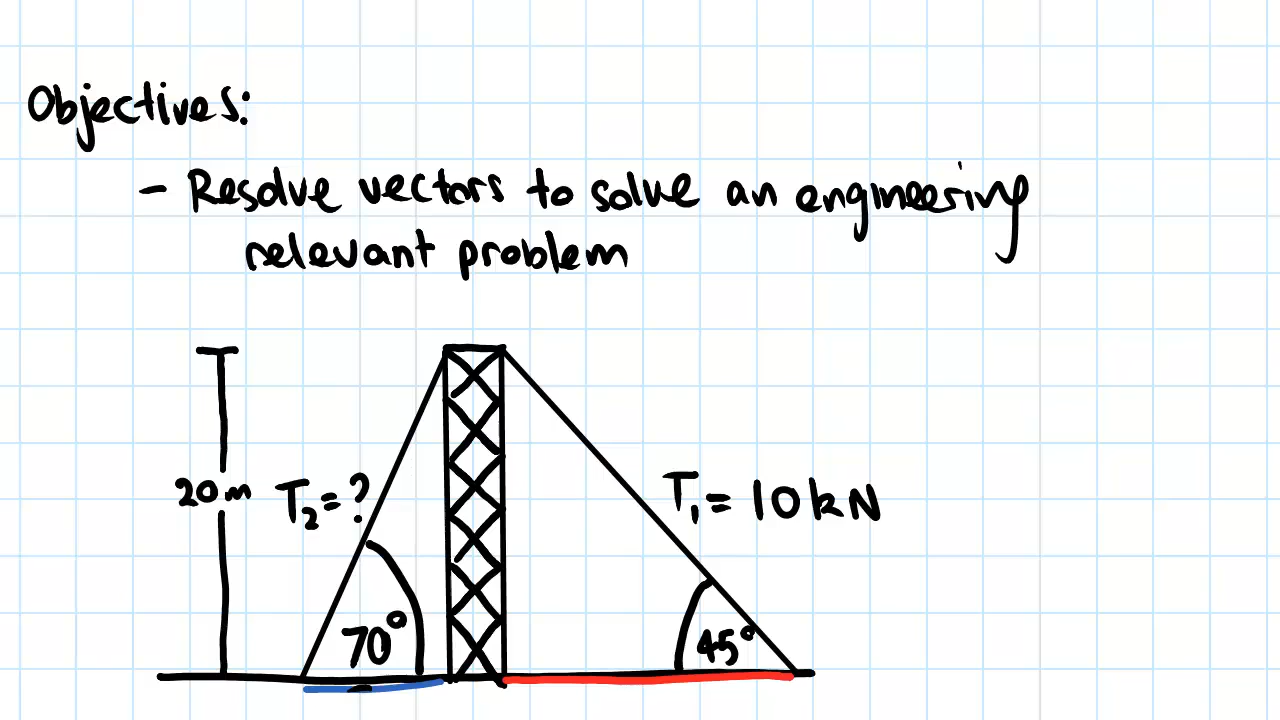 Objectives:
- Resolve vectors to solve an engineering
relevant problem
20m
T₂ = ?
T₁ = 10kN
70°
45°